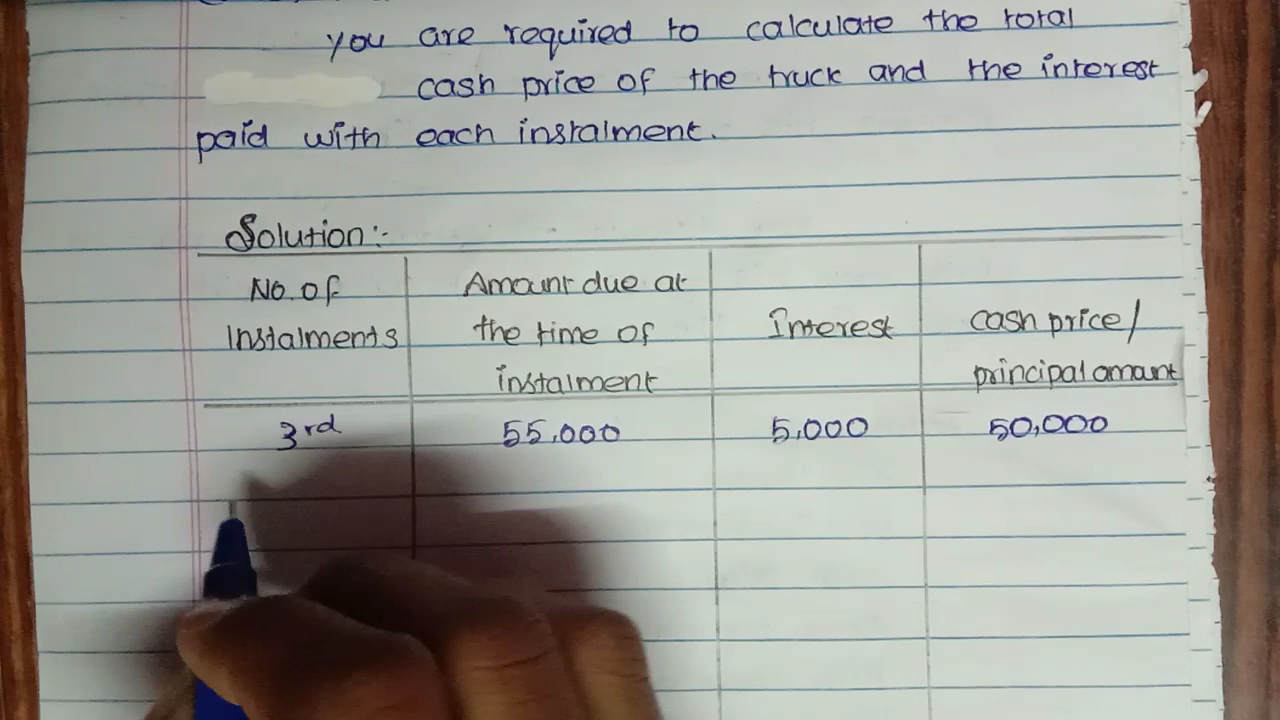 you are required to calculate the total
cash price of the truck and the interest
paid with each instalment.
Solution:-
No. of Instalments
Amount due at the time of instalment
Interest
cash price/ principal amount
3rd 55,000 5,000 50,000